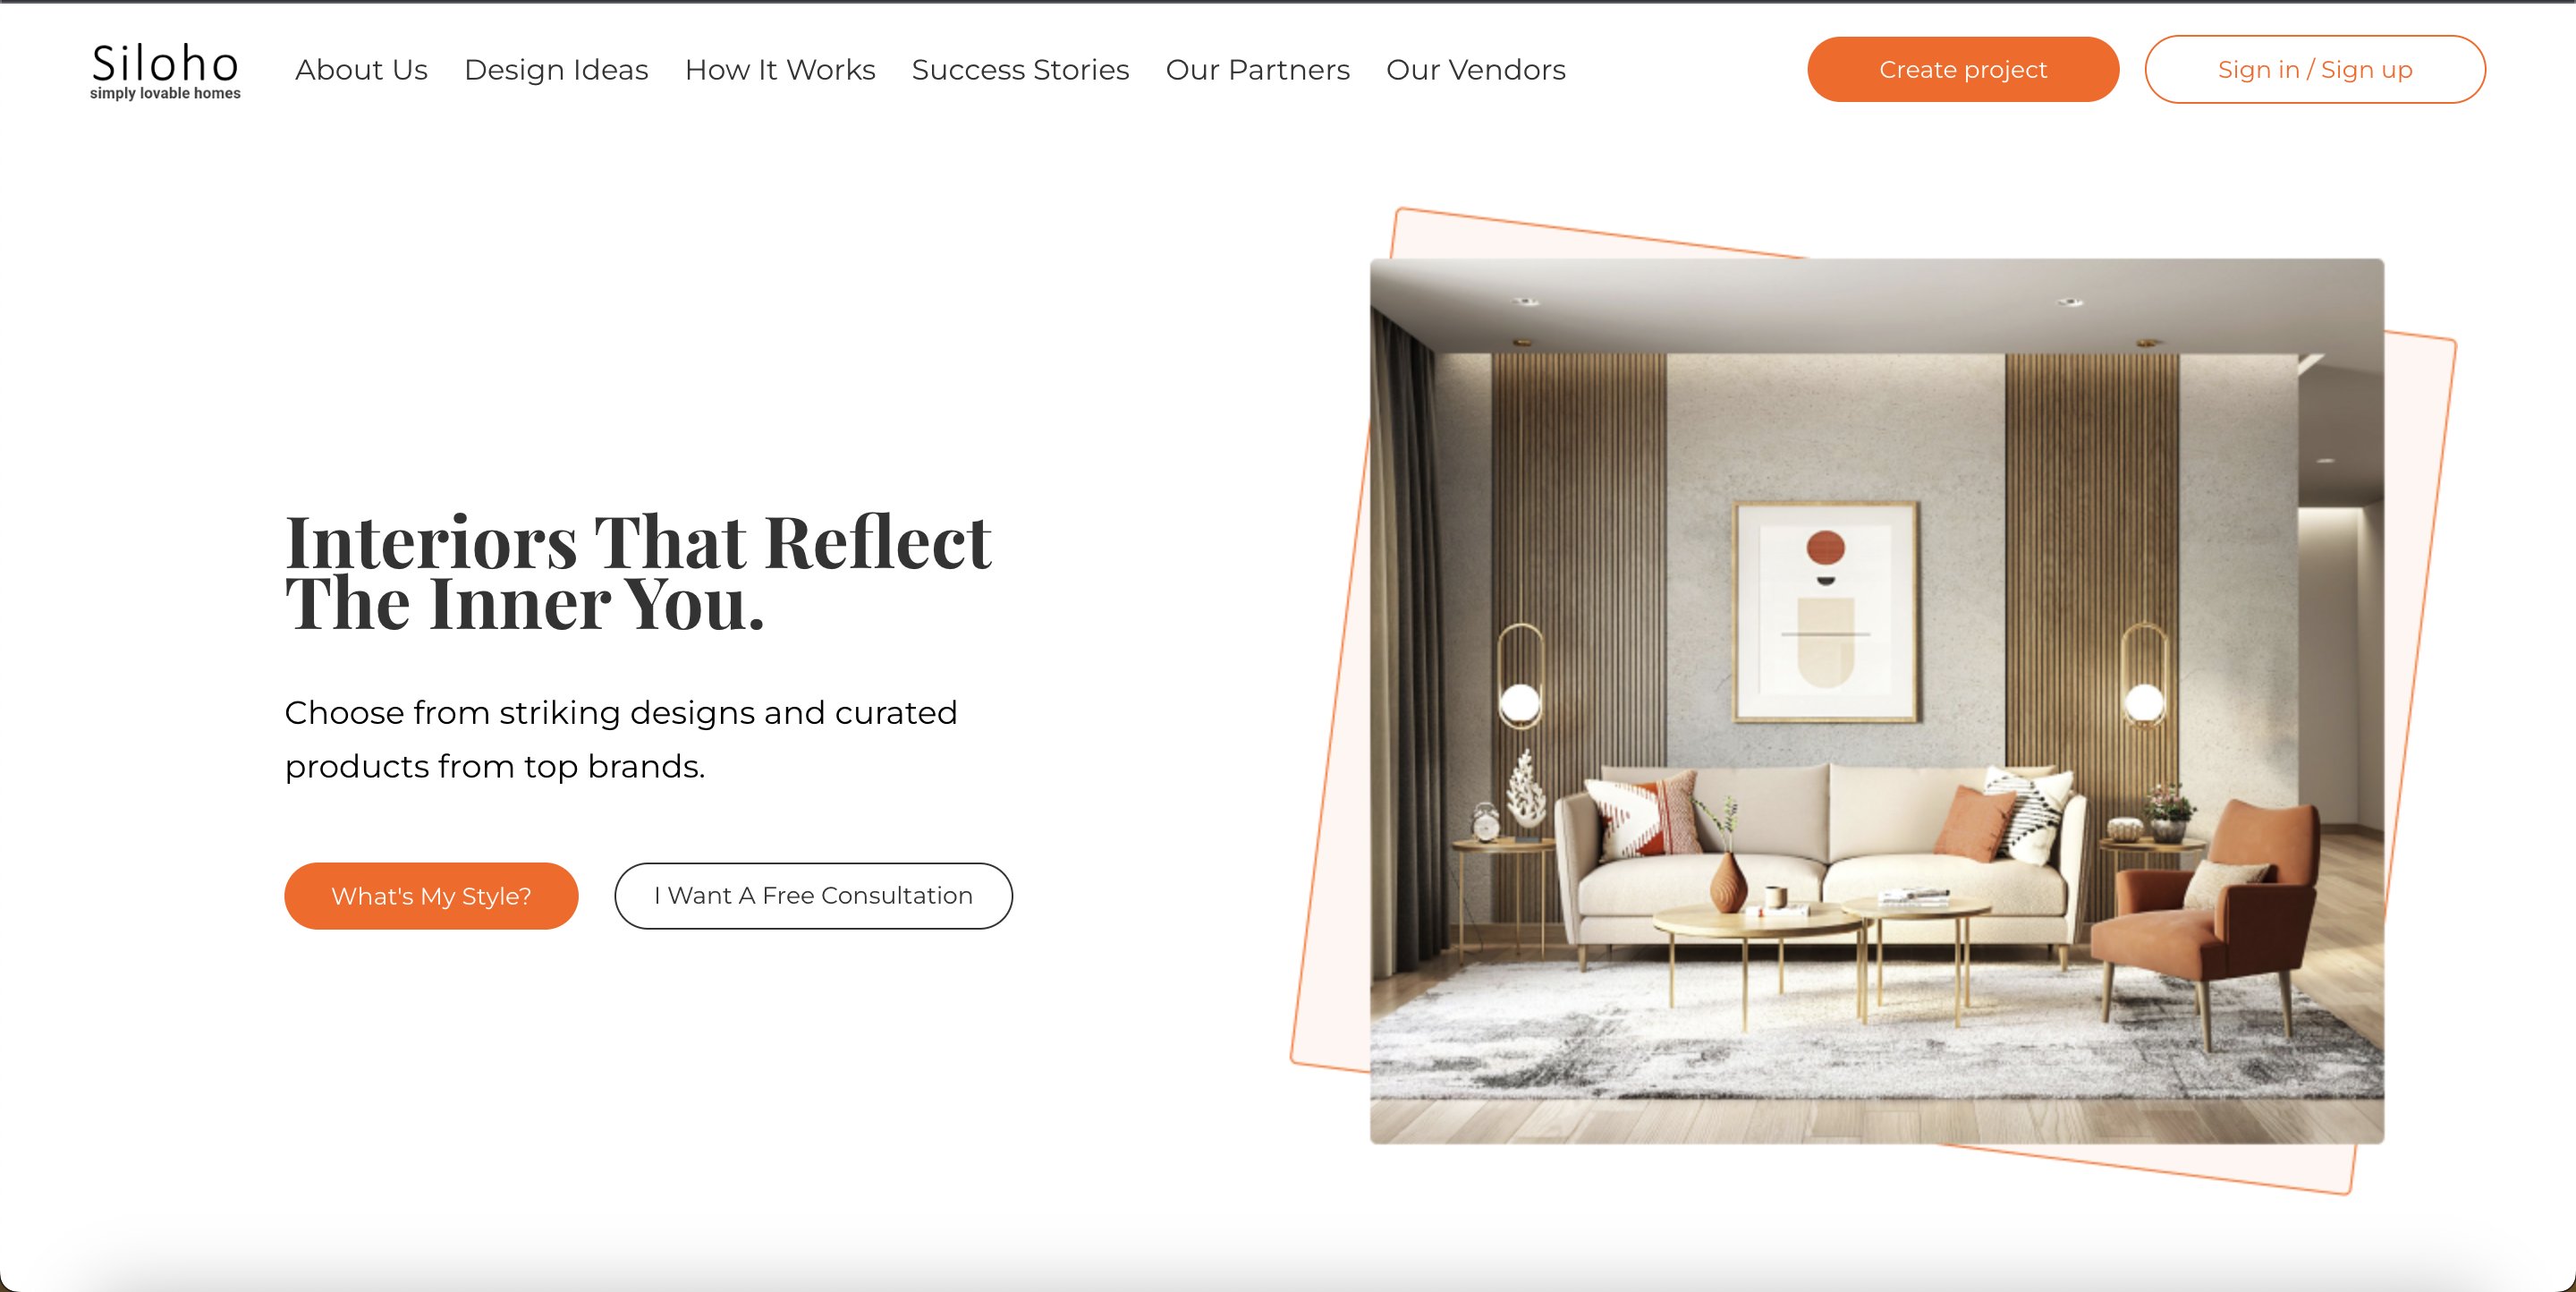 Siloho
simply lovable homes
About Us
Design Ideas
How It Works
Success Stories
Our Partners
Our Vendors
Create project
Sign in / Sign up
Interiors That Reflect
The Inner You.
Choose from striking designs and curated
products from top brands.
What's My Style?
I Want A Free Consultation